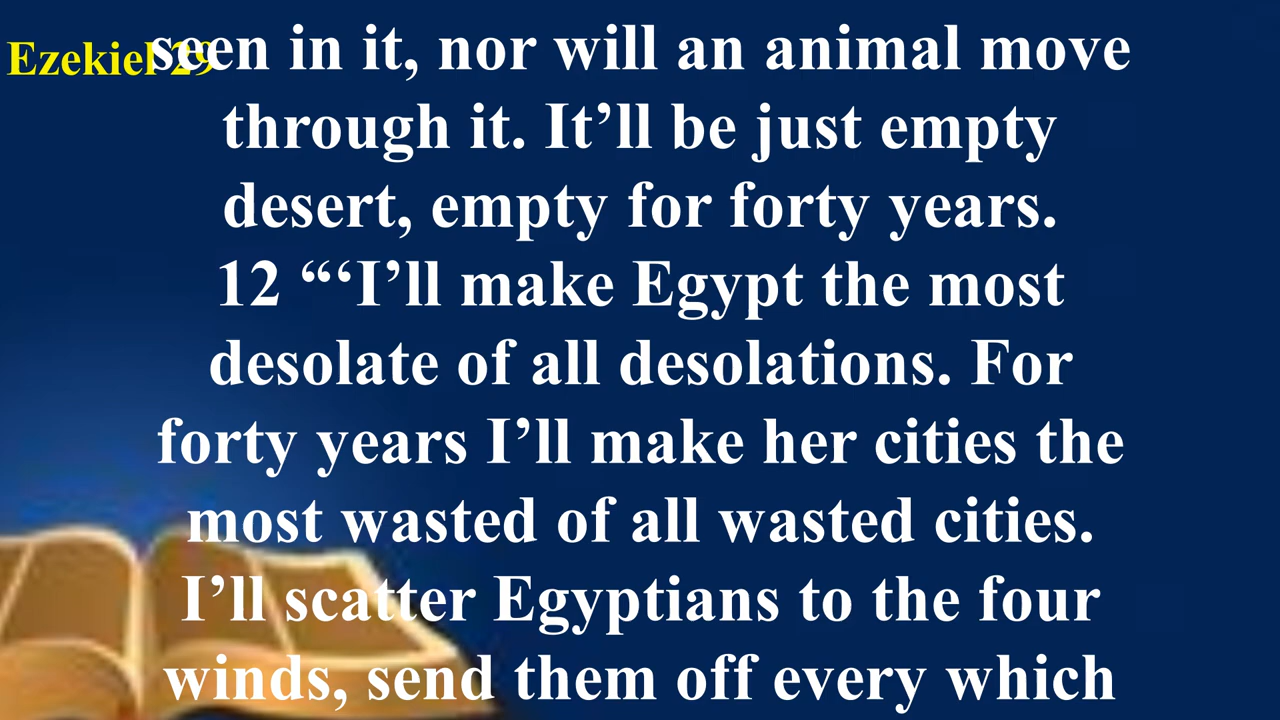 Ezekiel 29
seen in it, nor will an animal move
through it. It’ll be just empty
desert, empty for forty years.
12 “‘I’ll make Egypt the most
desolate of all desolations. For
forty years I’ll make her cities the
most wasted of all wasted cities.
I’ll scatter Egyptians to the four
winds, send them off every which